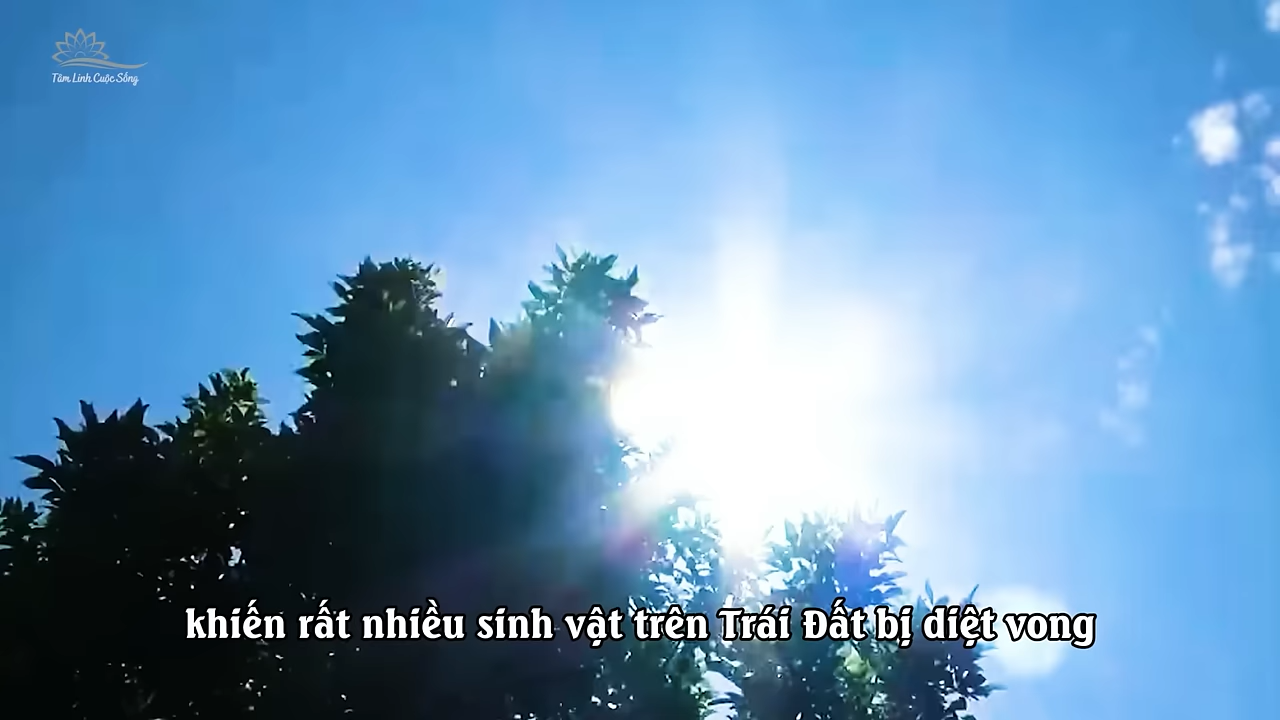 Tâm Linh Cuộc Sống
khiến rất nhiều sinh vật trên Trái Đất bị diệt vong